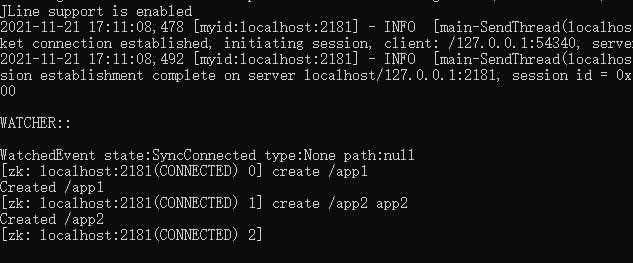 JLine support is enabled
2021-11-21 17:11:08,478 [myid:localhost:2181] - INFO  [main-SendThread(localhos
ket connection established, initiating session, client: /127.0.0.1:54340, serve
2021-11-21 17:11:08,492 [myid:localhost:2181] - INFO  [main-SendThread(localhos
sion establishment complete on server localhost/127.0.0.1:2181, session id = 0x
00
WATCHER::
WatchedEvent state:SyncConnected type:None path:null
[zk: localhost:2181(CONNECTED) 0] create /app1
Created /app1
[zk: localhost:2181(CONNECTED) 1] create /app2 app2
Created /app2
[zk: localhost:2181(CONNECTED) 2]